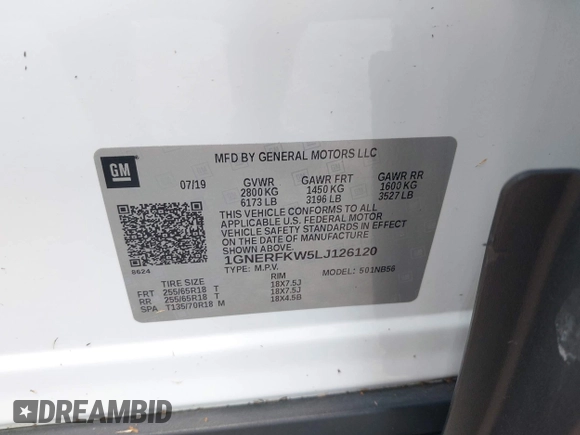 GM
MFD BY GENERAL MOTORS LLC
07/19 GVWR GAWR FRT GAWR RR
2800 KG 1450 KG 1600 KG
6173 LB 3196 LB 3527 LB
THIS VEHICLE CONFORMS TO ALL
APPLICABLE U.S. FEDERAL MOTOR
VEHICLE SAFETY STANDARDS IN EFFECT
ON THE DATE OF MANUFACTURE
SHOWN ABOVE.
1GNERFKW5LJ126120
8624
TYPE: M.P.V. MODEL: 501NB56
TIRE SIZE RIM
FRT 255/65R18 T 18X7.5J
RR 255/65R18 T 18X7.5J
SPA T135/70R18 M 18X4.5B
DREAMBID